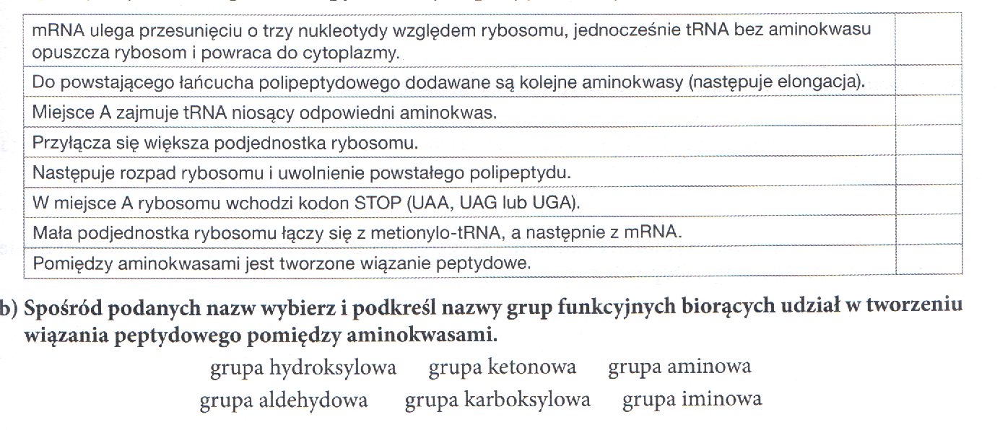 mRNA ulega przesunięciu o trzy nukleotydy względem rybosomu, jednocześnie tRNA bez aminokwasu
opuszcza rybosom i powraca do cytoplazmy.
Do powstającego łańcucha polipeptydowego dodawane są kolejne aminokwasy (następuje elongacja).
Miejsce A zajmuje tRNA niosący odpowiedni aminokwas.
Przyłącza się większa podjednostka rybosomu.
Następuje rozpad rybosomu i uwolnienie powstałego polipeptydu.
W miejsce A rybosomu wchodzi kodon STOP (UAA, UAG lub UGA).
Mała podjednostka rybosomu łączy się z metionylo-tRNA, a następnie z mRNA.
Pomiędzy aminokwasami jest tworzone wiązanie peptydowe.
b) Spośród podanych nazw wybierz i podkreśl nazwy grup funkcyjnych biorących udział w tworzeniu
wiązania peptydowego pomiędzy aminokwasami.
grupa hydroksylowa grupa ketonowa grupa aminowa
grupa aldehydowa grupa karboksylowa grupa iminowa